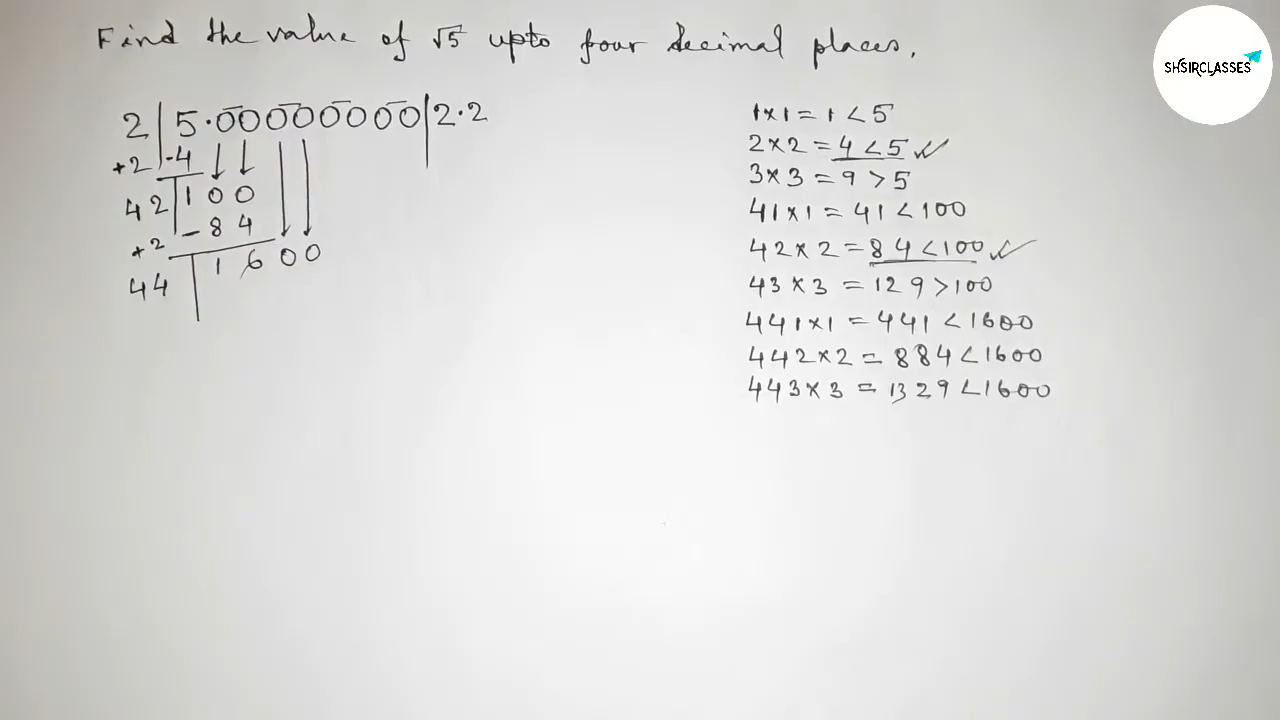 Find the value of √5 upto four decimal places.
SHSIRCLASSES
2 | 5.00000000 | 2.2
+2 -4
42 | 100
+2 -84
44 | 1600
1×1 = 1 < 5
2×2 = 4 < 5 ✓
3×3 = 9 > 5
41×1 = 41 < 100
42×2 = 84 < 100 ✓
43×3 = 129 > 100
441×1 = 441 < 1600
442×2 = 884 < 1600
443×3 = 1329 < 1600